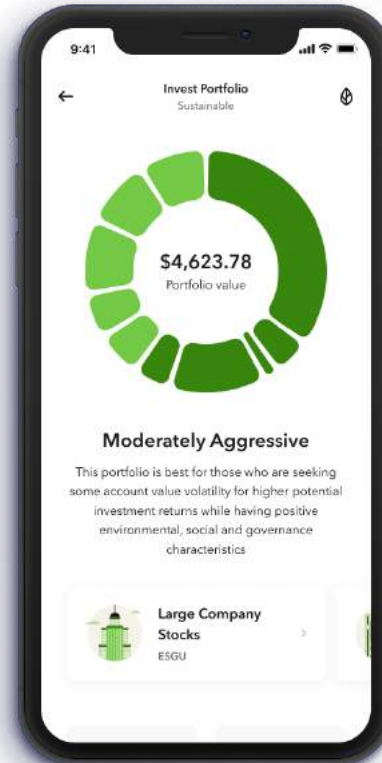 9:41
Invest Portfolio
Sustainable
$4,623.78
Portfolio value
Moderately Aggressive
This portfolio is best for those who are seeking
some account value volatility for higher potential
investment returns while having positive
environmental, social and governance
characteristics
Large Company
Stocks
ESGU